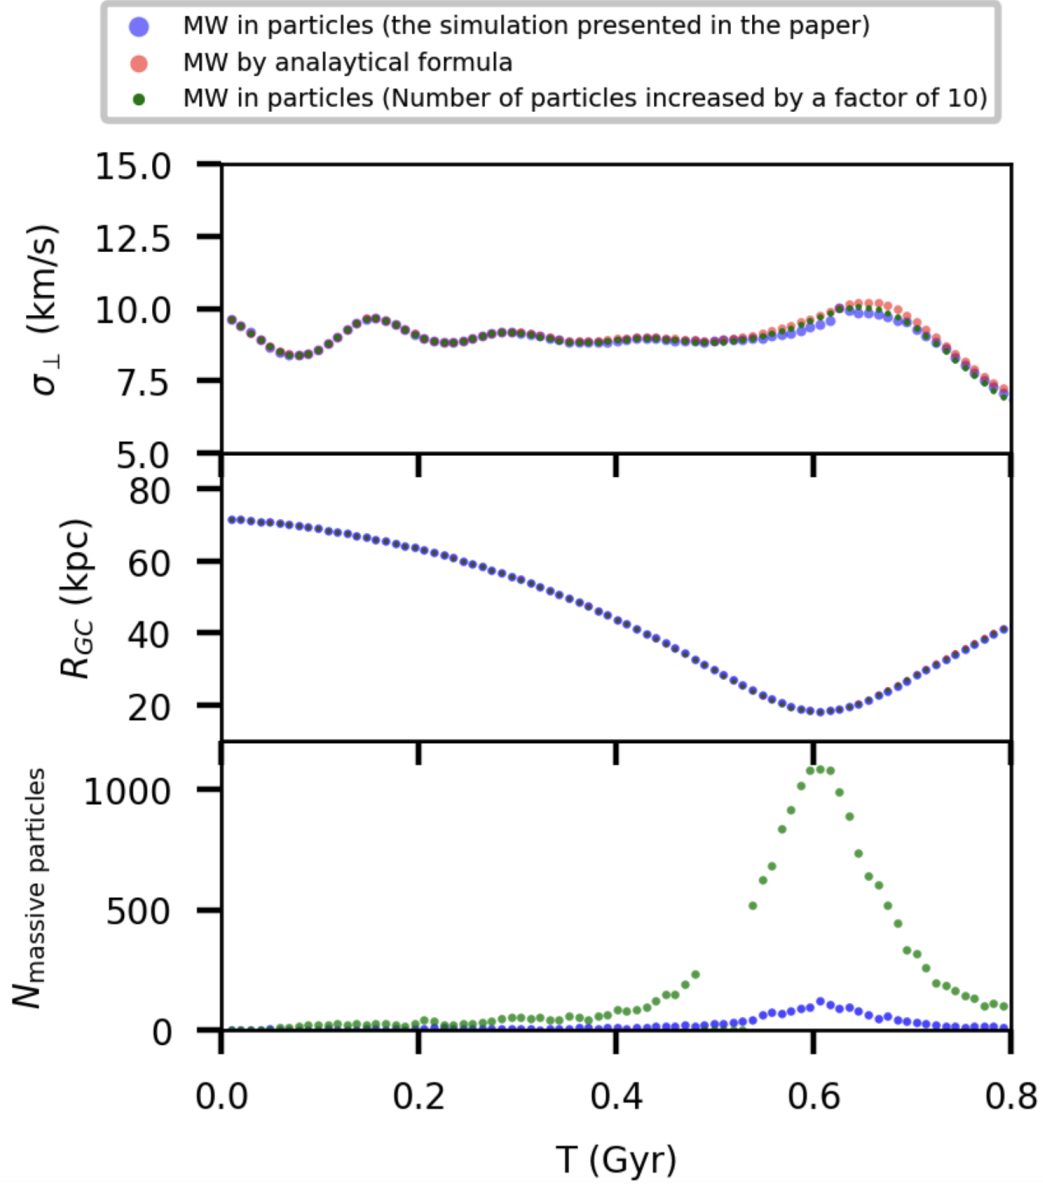 MW in particles (the simulation presented in the paper)
MW by analaytical formula
MW in particles (Number of particles increased by a factor of 10)
15.0
12.5
10.0
7.5
5.0
σ⊥ (km/s)
80
60
40
20
R_GC (kpc)
1000
500
0
N_massive particles
0.0 0.2 0.4 0.6 0.8
T (Gyr)